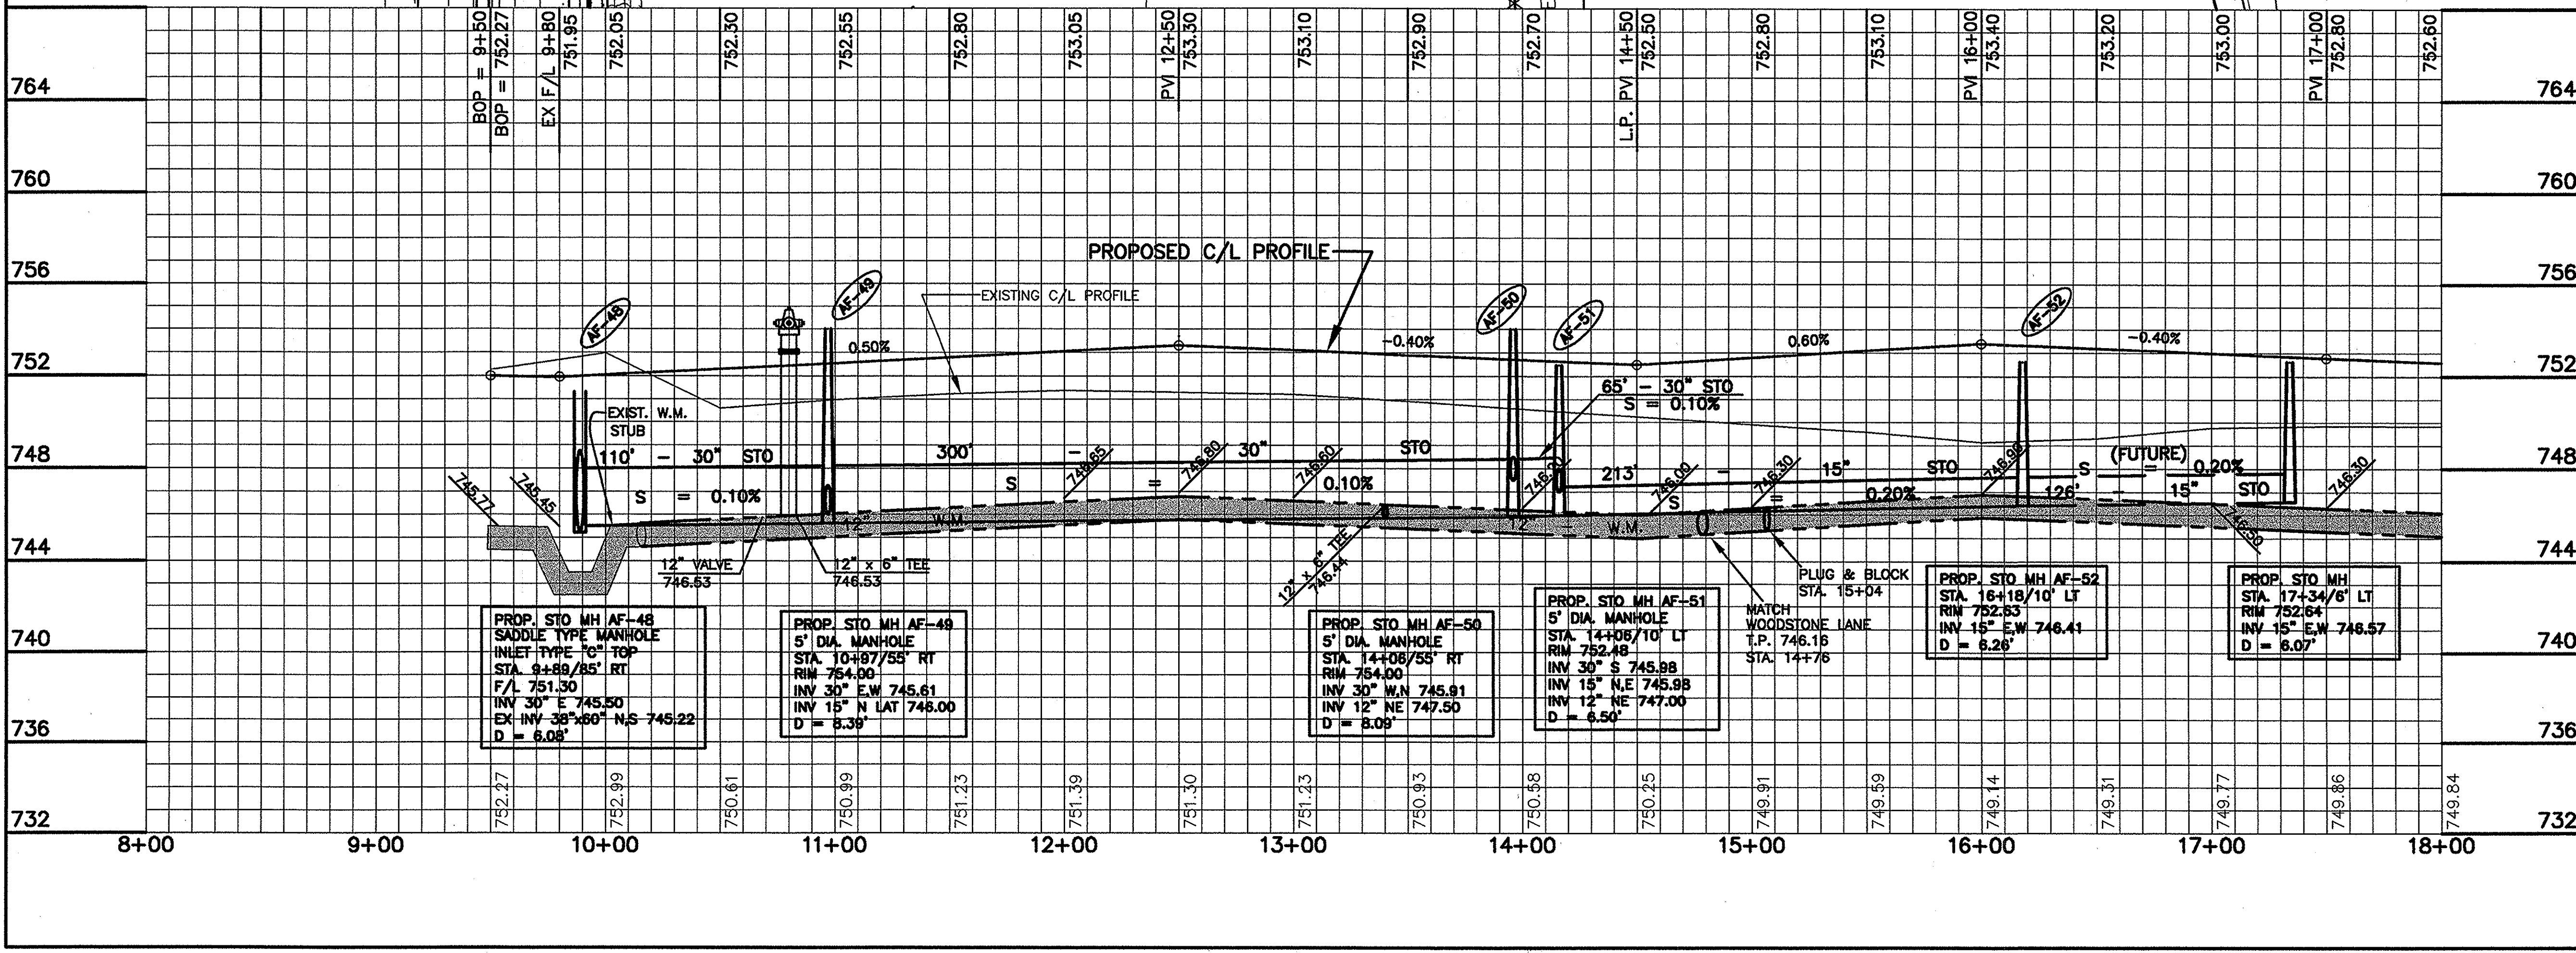 BOP = 9+50
BOP = 752.27
EX F/L 9+80
751.95
752.05
752.30
752.55
752.80
753.05
PVI 12+50
753.30
753.10
752.90
752.70
L.P. PVI 14+50
752.50
752.80
753.10
PVI 16+00
753.40
753.20
753.00
PVI 17+00
752.80
752.60
764
764
760
760
756
756
752
752
748
748
744
744
740
740
736
736
732
732
PROPOSED C/L PROFILE
EXISTING C/L PROFILE
AF-48
AF-49
AF-50
AF-51
AF-52
0.50%
-0.40%
0.60%
-0.40%
65' - 30" STO
S = 0.10%
EXIST. W.M.
STUB
110' - 30" STO
S = 0.10%
300' - 30" STO
S = 0.10%
213' - 15" STO
S = 0.20%
(FUTURE)
S = 0.20%
126' - 15" STO
745.77
745.45
746.65
746.80
746.60
746.00
746.30
746.90
746.50
746.30
12" W.M.
12" - W.M.
12" VALVE
746.53
12" x 6" TEE
746.53
12" x 6" TEE
746.44
PLUG & BLOCK
STA. 15+04
MATCH
WOODSTONE LANE
T.P. 746.16
STA. 14+76
PROP. STO MH AF-48
SADDLE TYPE MANHOLE
INLET TYPE "C" TOP
STA. 9+89/85' RT
F/L 751.30
INV 30" E 745.50
EX INV 38"x60" N,S 745.22
D = 6.08'
PROP. STO MH AF-49
5' DIA. MANHOLE
STA. 10+97/55' RT
RIM 754.00
INV 30" E,W 745.61
INV 15" N LAT 746.00
D = 8.39'
PROP. STO MH AF-50
5' DIA. MANHOLE
STA. 14+06/55' RT
RIM 754.00
INV 30" W,N 745.91
INV 12" NE 747.50
D = 8.09'
PROP. STO MH AF-51
5' DIA. MANHOLE
STA. 14+06/10' LT
RIM 752.48
INV 30" S 745.98
INV 15" N,E 745.98
INV 12" NE 747.00
D = 6.50'
PROP. STO MH AF-52
STA. 16+18/10' LT
RIM 752.63
INV 15" E,W 746.41
D = 6.26'
PROP. STO MH
STA. 17+34/6' LT
RIM 752.64
INV 15" E,W 746.57
D = 6.07'
752.27
752.99
750.61
750.99
751.23
751.39
751.30
751.23
750.93
750.58
750.25
749.91
749.59
749.14
749.31
749.77
749.86
749.84
8+00
9+00
10+00
11+00
12+00
13+00
14+00
15+00
16+00
17+00
18+00